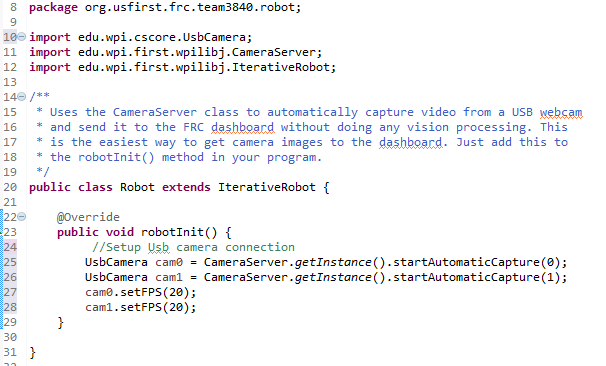 8 package org.usfirst.frc.team3840.robot;
9
10 import edu.wpi.cscore.UsbCamera;
11 import edu.wpi.first.wpilibj.CameraServer;
12 import edu.wpi.first.wpilibj.IterativeRobot;
13
14 /**
15  * Uses the CameraServer class to automatically capture video from a USB webcam
16  * and send it to the FRC dashboard without doing any vision processing. This
17  * is the easiest way to get camera images to the dashboard. Just add this to
18  * the robotInit() method in your program.
19  */
20 public class Robot extends IterativeRobot {
21
22     @Override
23     public void robotInit() {
24          //Setup Usb camera connection
25         UsbCamera cam0 = CameraServer.getInstance().startAutomaticCapture(0);
26         UsbCamera cam1 = CameraServer.getInstance().startAutomaticCapture(1);
27         cam0.setFPS(20);
28         cam1.setFPS(20);
29     }
30
31 }